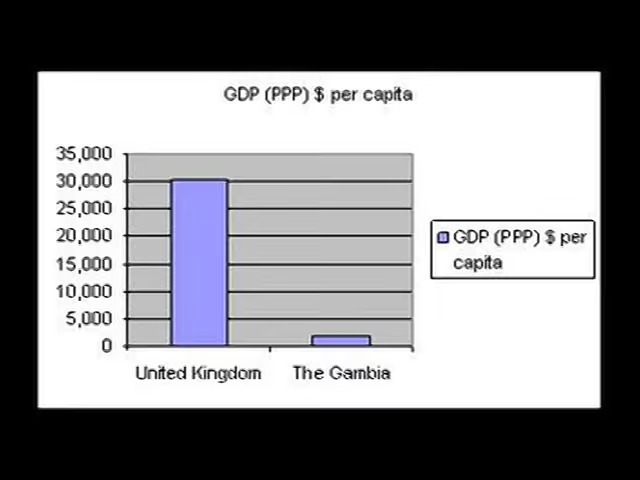 GDP (PPP) $ per capita
35,000
30,000
25,000
20,000
15,000
10,000
5,000
0
United Kingdom The Gambia
GDP (PPP) $ per
capita